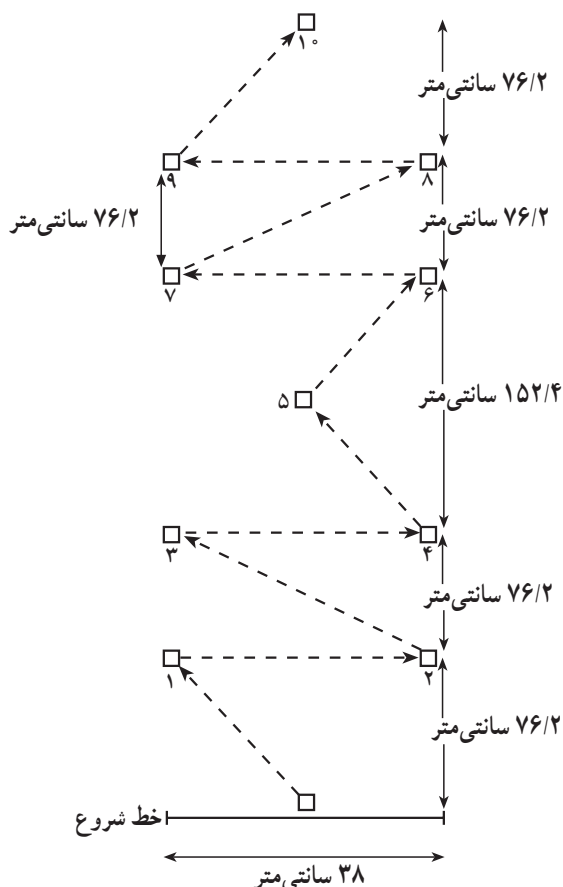 ۱۰
۷۶/۲ سانتی‌متر
۹
۸
۷۶/۲ سانتی‌متر
۷۶/۲ سانتی‌متر
۷
۶
۱۵۲/۴ سانتی‌متر
۵
۳
۴
۷۶/۲ سانتی‌متر
۱
۲
۷۶/۲ سانتی‌متر
خط شروع
۳۸ سانتی‌متر